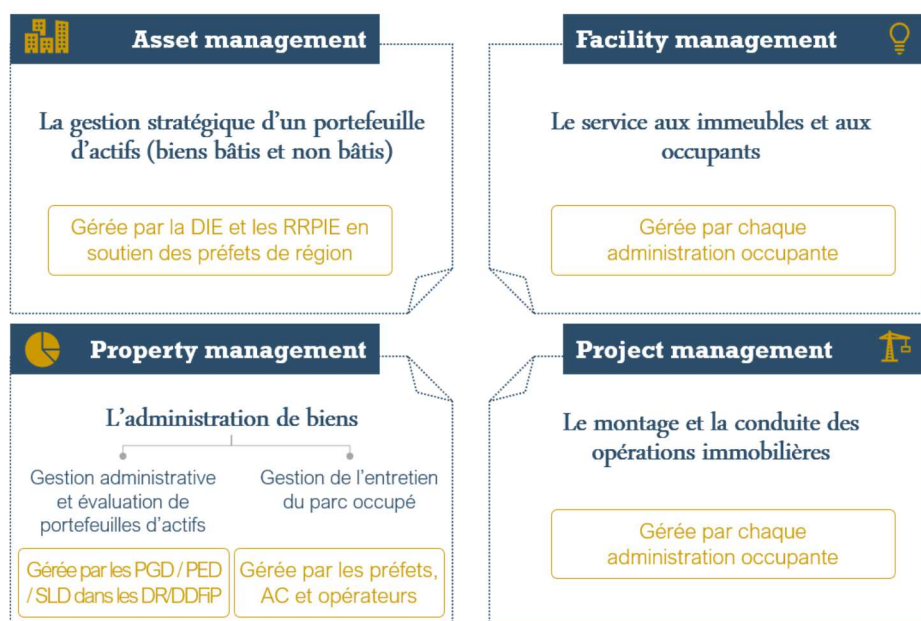 Asset management
La gestion stratégique d'un portefeuille
d'actifs (biens bâtis et non bâtis)
Gérée par la DIE et les RRPIE en
soutien des préfets de région
Facility management
Le service aux immeubles et aux
occupants
Gérée par chaque
administration occupante
Property management
L'administration de biens
Gestion administrative
et évaluation de
portefeuilles d'actifs
Gérée par les PGD / PED
/ SLD dans les DR/DDFiP
Gestion de l'entretien
du parc occupé
Gérée par les préfets,
AC et opérateurs
Project management
Le montage et la conduite des
opérations immobilières
Gérée par chaque
administration occupante